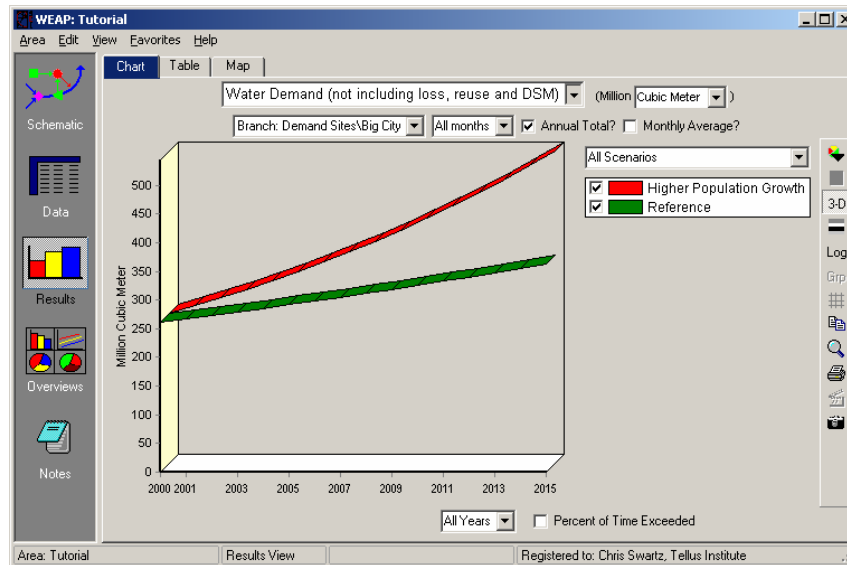 WEAP: Tutorial
Area Edit View Favorites Help
Chart Table Map
Water Demand (not including loss, reuse and DSM) (Million Cubic Meter )
Branch: Demand Sites\Big City All months Annual Total? Monthly Average?
All Scenarios
Higher Population Growth
Reference
Schematic
Data
Results
Overviews
Notes
Million Cubic Meter
500
450
400
350
300
250
200
150
100
50
0
2000 2001 2003 2005 2007 2009 2011 2013 2015
All Years Percent of Time Exceeded
3-D
Log
Grp
Area: Tutorial Results View Registered to: Chris Swartz, Tellus Institute